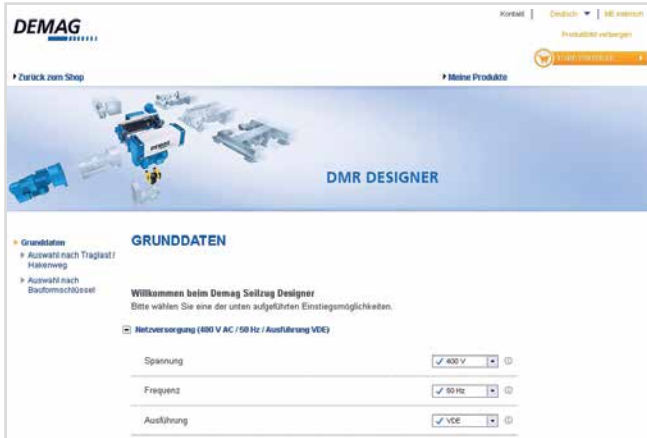 Kontakt
Deutsch
DEMAG
Produktbild verbergen
Zurück zum Shop
Meine Produkte
DEMAG
DMR DESIGNER
Grunddaten
Auswahl nach Traglast /
Hakenweg
Auswahl nach
Bauformschlüssel
GRUNDDATEN
Willkommen beim Demag Seilzug Designer
Bitte wählen Sie eine der unten aufgeführten Einstiegsmöglichkeiten.
Netzversorgung (400 V AC / 50 Hz / Ausführung VDE)
Spannung
400 V
Frequenz
50 Hz
Ausführung
VDE